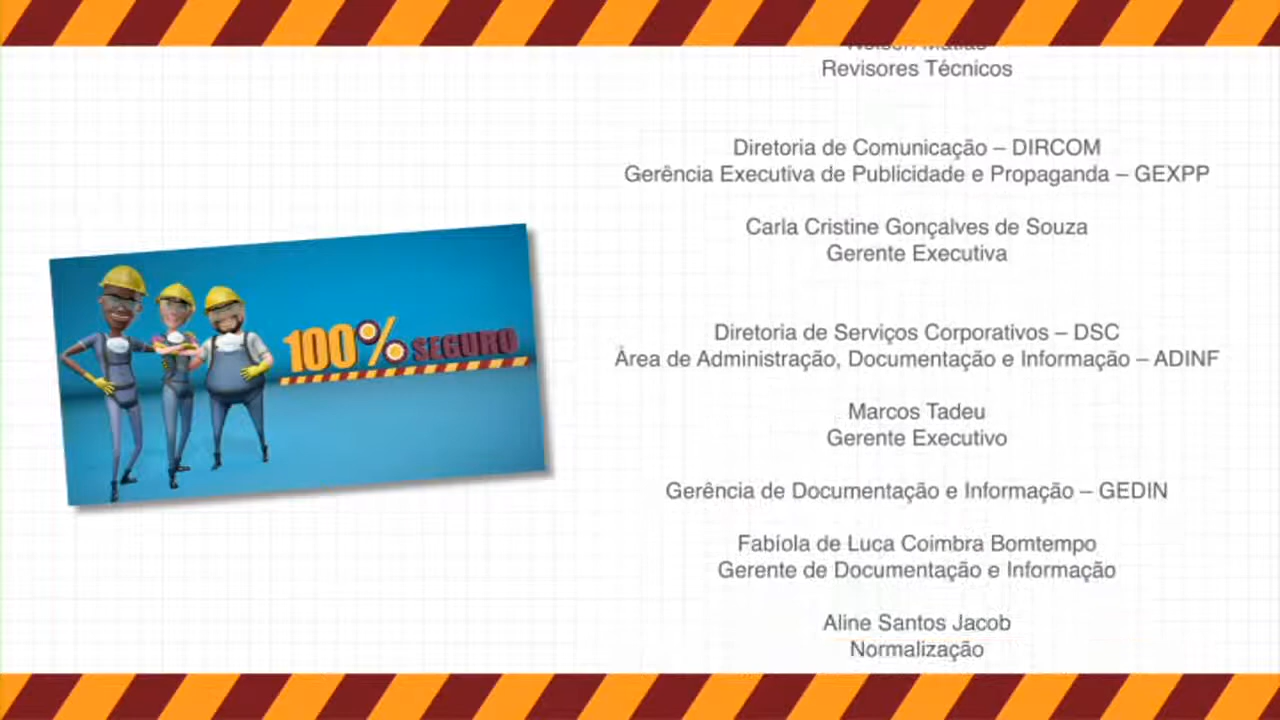 Revisores Técnicos
Diretoria de Comunicação – DIRCOM
Gerência Executiva de Publicidade e Propaganda – GEXPP
Carla Cristine Gonçalves de Souza
Gerente Executiva
Diretoria de Serviços Corporativos – DSC
Área de Administração, Documentação e Informação – ADINF
Marcos Tadeu
Gerente Executivo
Gerência de Documentação e Informação – GEDIN
Fabíola de Luca Coimbra Bomtempo
Gerente de Documentação e Informação
Aline Santos Jacob
Normalização
100% SEGURO